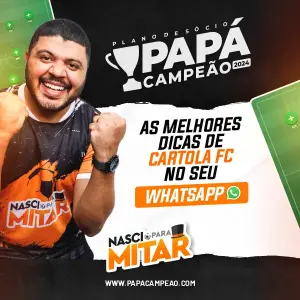 PLANO DE SÓCIO
PAPÁ
CAMPEÃO 2024
AS MELHORES
DICAS DE
CARTOLA FC
NO SEU
WHATSAPP
NASCI PARA
MITAR
NASCI PARA
MITAR
WWW.PAPACAMPEAO.COM